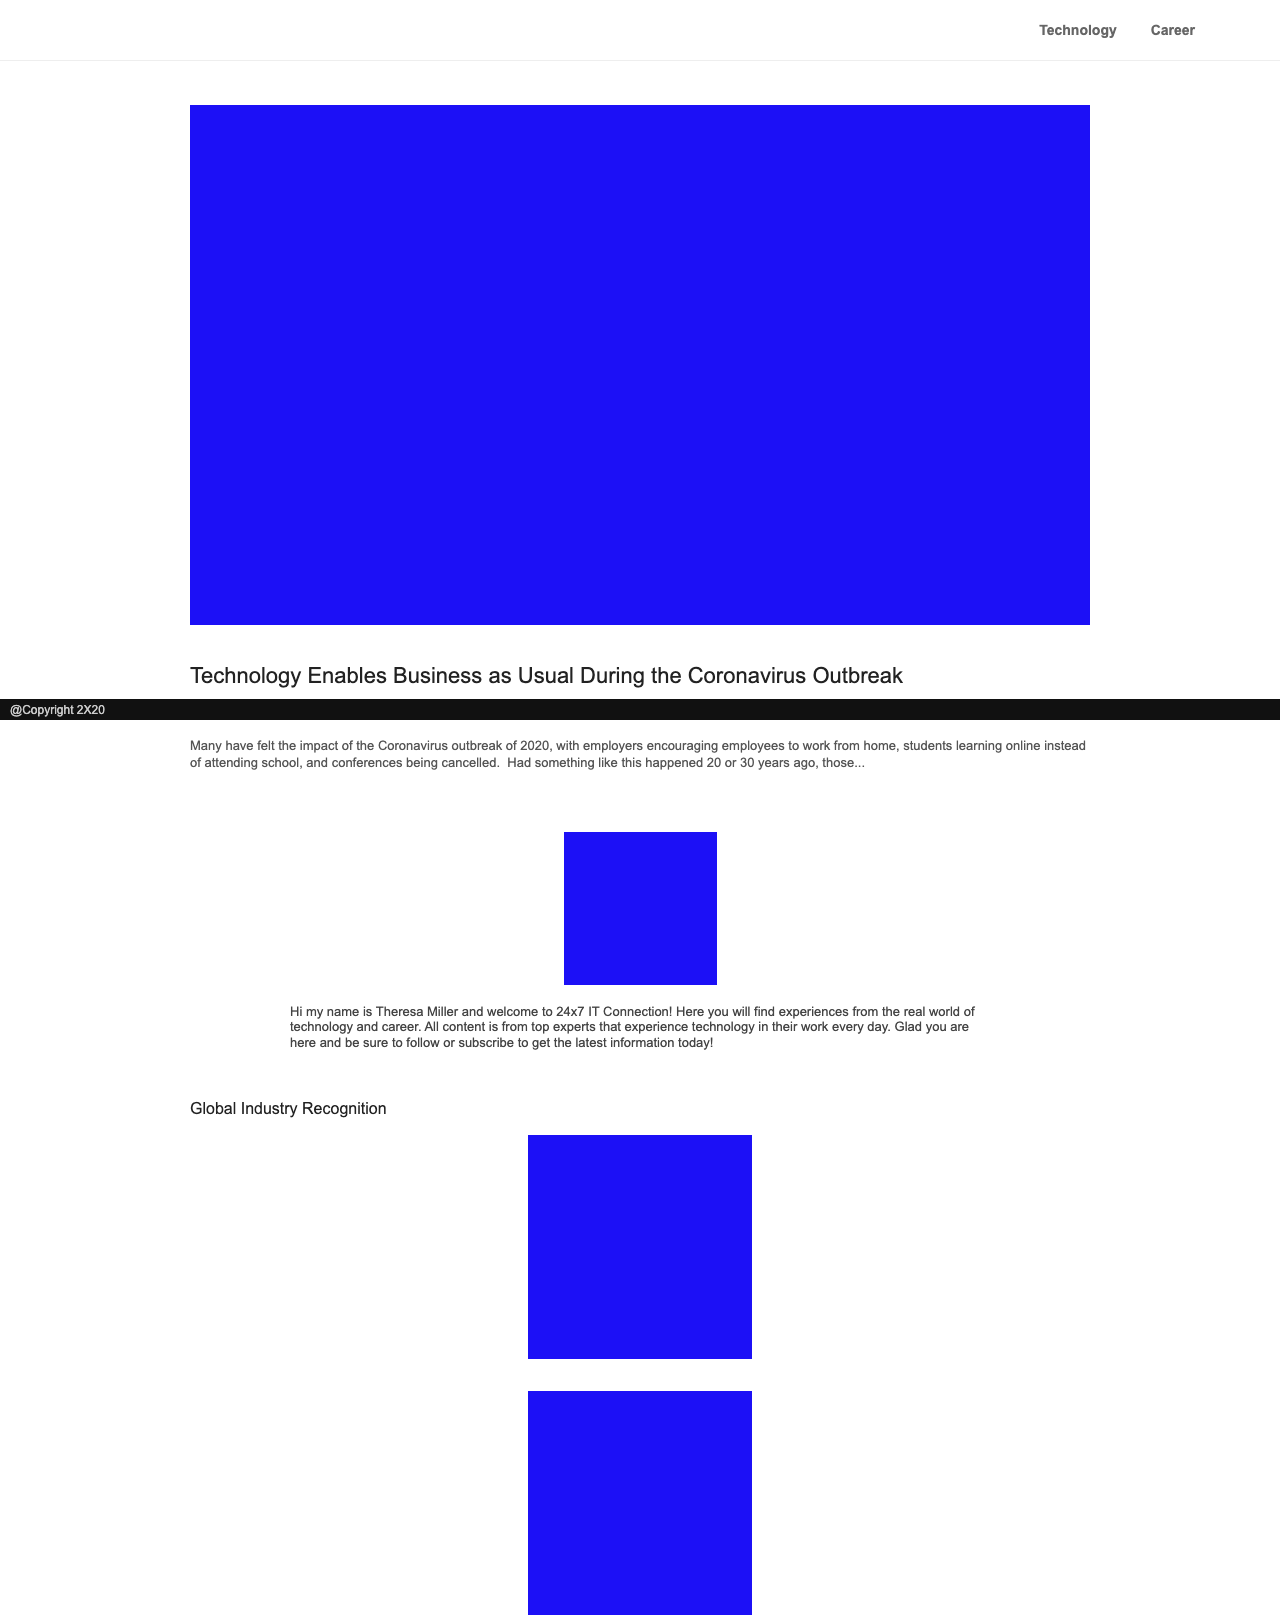 Technology Career
Technology Enables Business as Usual During the Coronavirus Outbreak
@Copyright 2X20
Many have felt the impact of the Coronavirus outbreak of 2020, with employers encouraging employees to work from home, students learning online instead
of attending school, and conferences being cancelled.  Had something like this happened 20 or 30 years ago, those...
Hi my name is Theresa Miller and welcome to 24x7 IT Connection! Here you will find experiences from the real world of
technology and career. All content is from top experts that experience technology in their work every day. Glad you are
here and be sure to follow or subscribe to get the latest information today!
Global Industry Recognition